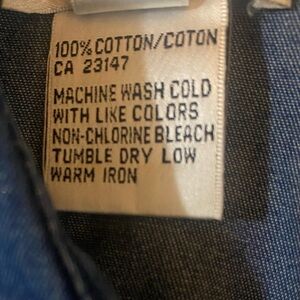 100% COTTON/COTON
CA 23147
MACHINE WASH COLD
WITH LIKE COLORS
NON-CHLORINE BLEACH
TUMBLE DRY LOW
WARM IRON